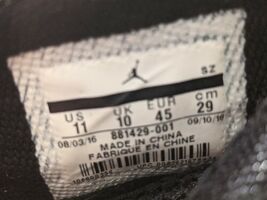 SZ
US UK EUR cm
11 10 45 29
08/03/16 881429-001 09/10/16
MADE IN CHINA
FABRIQUÉ EN CHINE